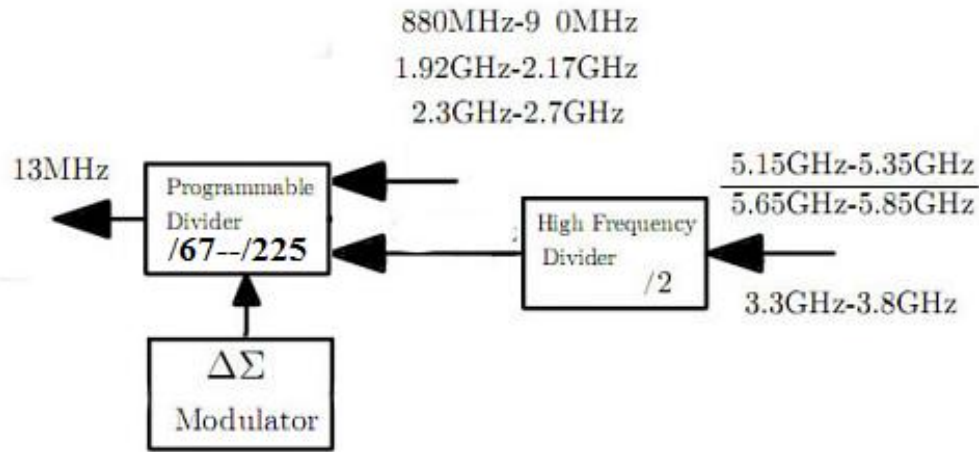 880MHz-9 0MHz
1.92GHz-2.17GHz
2.3GHz-2.7GHz
13MHz
Programmable
Divider
/67--/225
5.15GHz-5.35GHz
5.65GHz-5.85GHz
High Frequency
Divider
/2
3.3GHz-3.8GHz
ΔΣ
Modulator